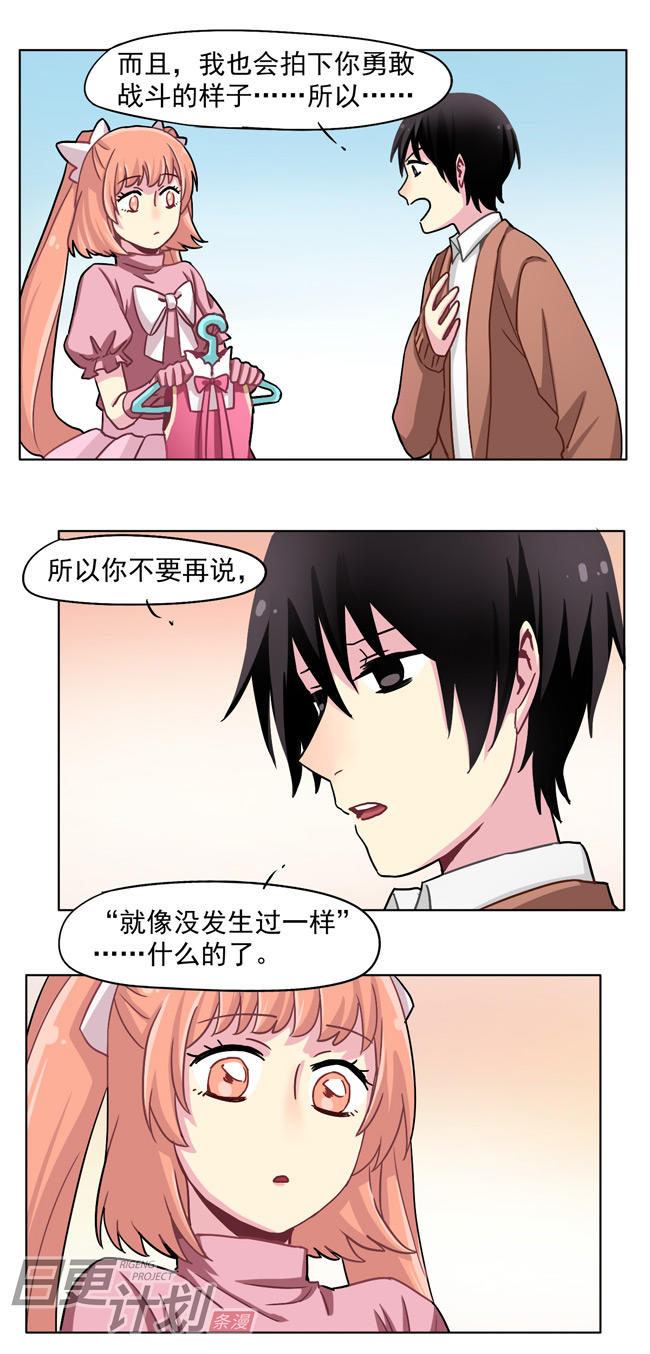 而且，我也会拍下你勇敢
战斗的样子……所以……
所以你不要再说，
“就像没发生过一样”
……什么的了。
日更计划
RIGENG
PROJECT
条漫